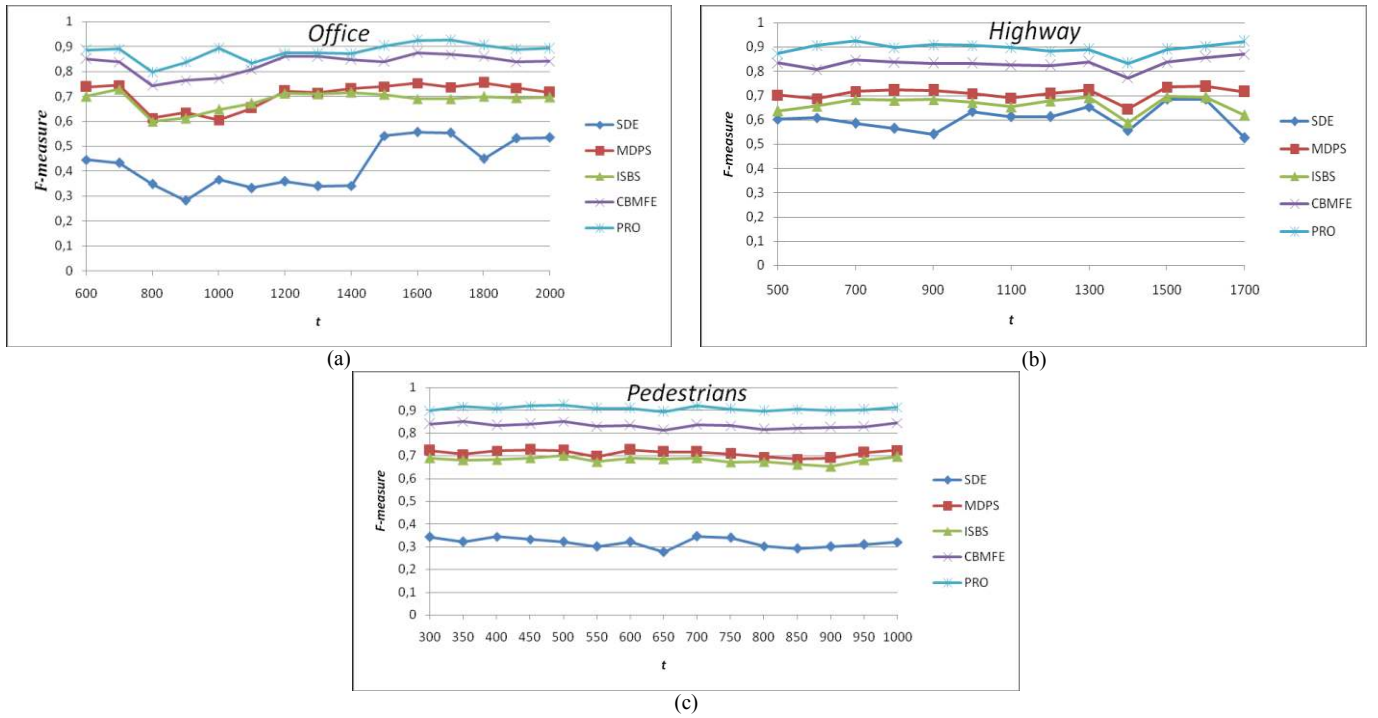 Office
1
0,9
0,8
0,7
0,6
0,5
0,4
0,3
0,2
0,1
0
F-measure
600 800 1000 1200 1400 1600 1800 2000
t
SDE
MDPS
ISBS
CBMFE
PRO
(a)
Highway
1
0,9
0,8
0,7
0,6
0,5
0,4
0,3
0,2
0,1
0
F-measure
500 700 900 1100 1300 1500 1700
t
SDE
MDPS
ISBS
CBMFE
PRO
(b)
Pedestrians
1
0,9
0,8
0,7
0,6
0,5
0,4
0,3
0,2
0,1
0
F-measure
300 350 400 450 500 550 600 650 700 750 800 850 900 950 1000
t
SDE
MDPS
ISBS
CBMFE
PRO
(c)